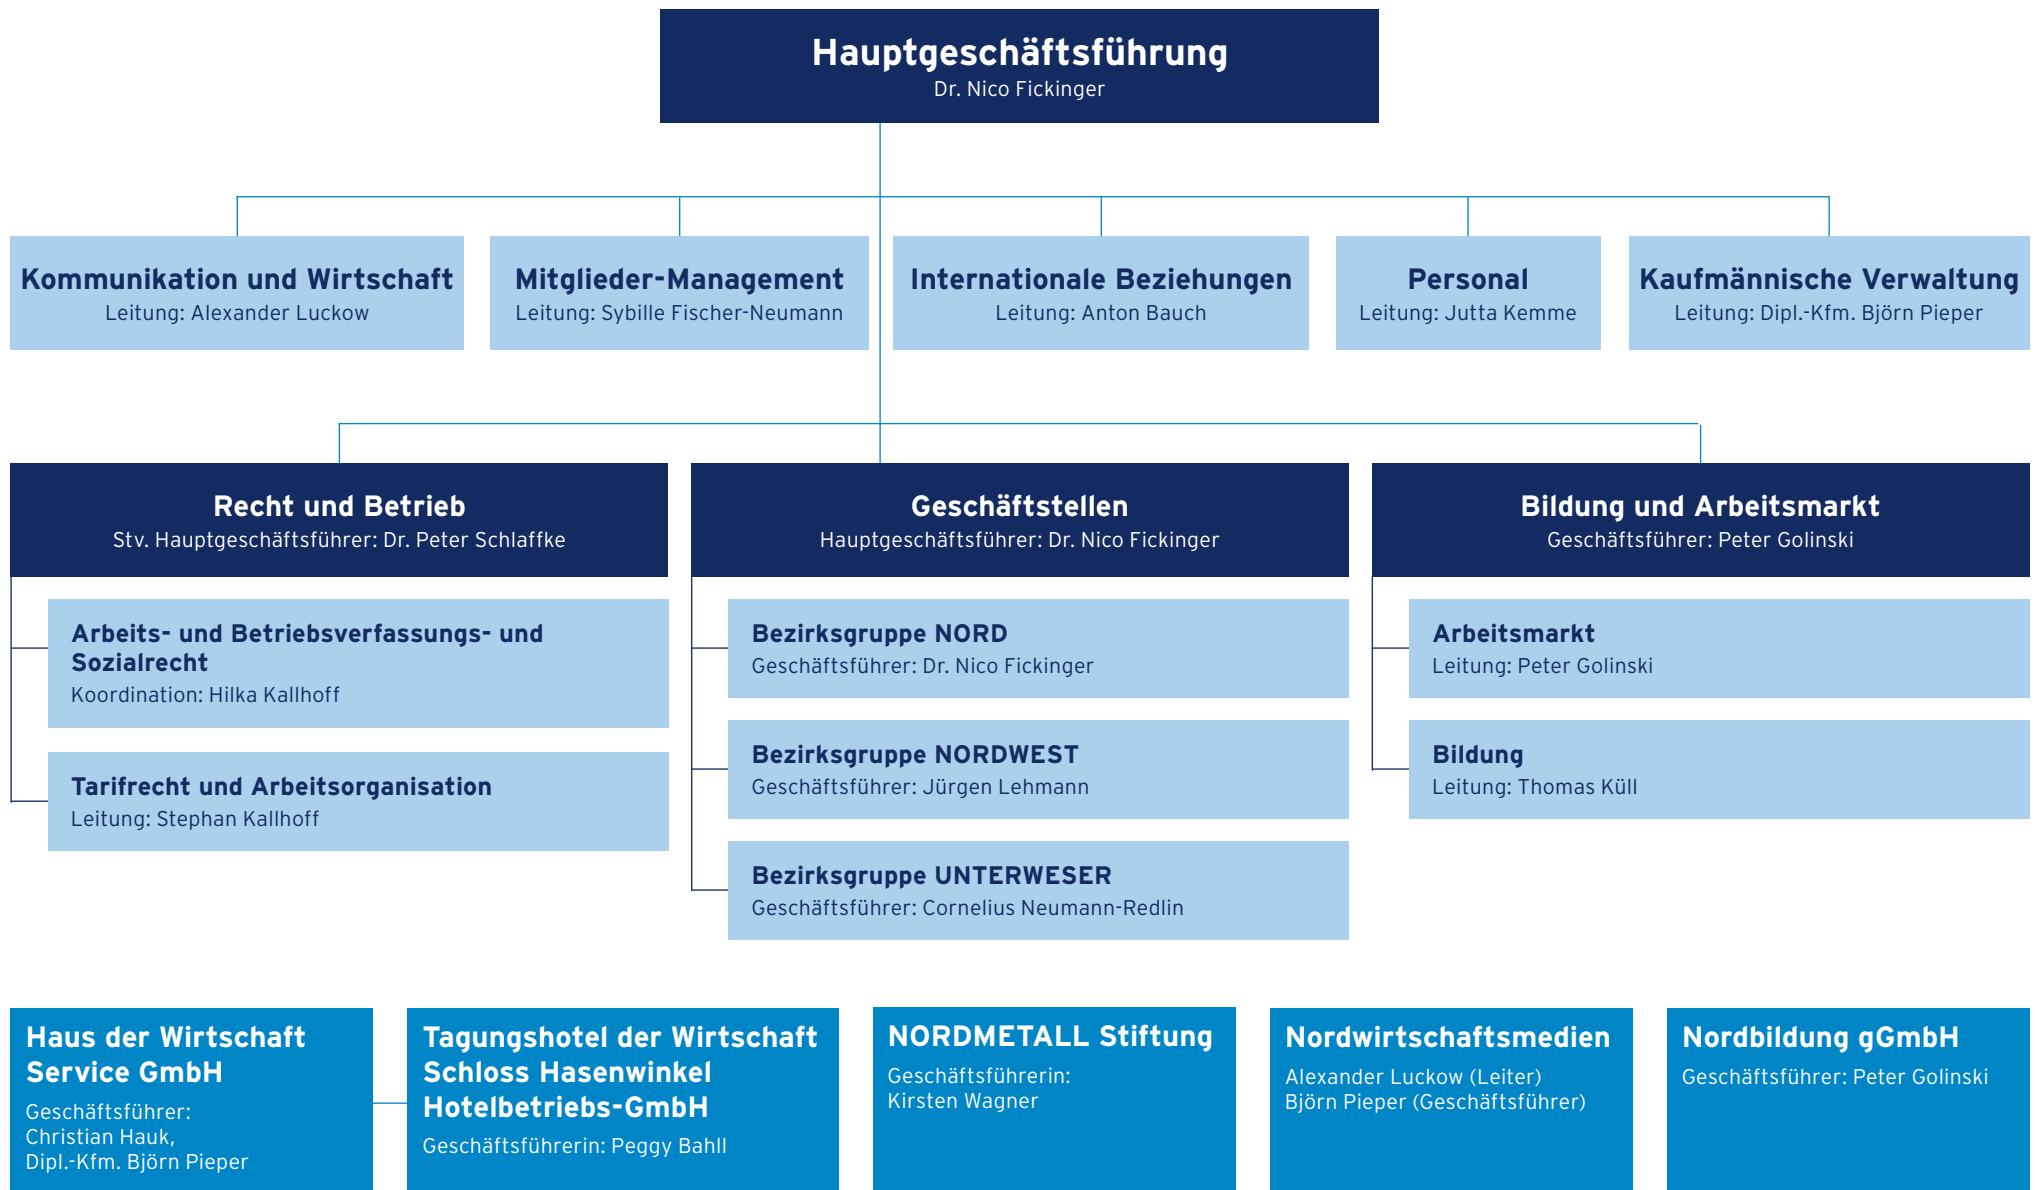 Hauptgeschäftsführung
Dr. Nico Fickinger
Kommunikation und Wirtschaft
Leitung: Alexander Luckow
Mitglieder-Management
Leitung: Sybille Fischer-Neumann
Internationale Beziehungen
Leitung: Anton Bauch
Personal
Leitung: Jutta Kemme
Kaufmännische Verwaltung
Leitung: Dipl.-Kfm. Björn Pieper
Recht und Betrieb
Stv. Hauptgeschäftsführer: Dr. Peter Schlaffke
Arbeits- und Betriebsverfassungs- und
Sozialrecht
Koordination: Hilka Kallhoff
Tarifrecht und Arbeitsorganisation
Leitung: Stephan Kallhoff
Geschäftstellen
Hauptgeschäftsführer: Dr. Nico Fickinger
Bezirksgruppe NORD
Geschäftsführer: Dr. Nico Fickinger
Bezirksgruppe NORDWEST
Geschäftsführer: Jürgen Lehmann
Bezirksgruppe UNTERWESER
Geschäftsführer: Cornelius Neumann-Redlin
Bildung und Arbeitsmarkt
Geschäftsführer: Peter Golinski
Arbeitsmarkt
Leitung: Peter Golinski
Bildung
Leitung: Thomas Küll
Haus der Wirtschaft
Service GmbH
Geschäftsführer:
Christian Hauk,
Dipl.-Kfm. Björn Pieper
Tagungshotel der Wirtschaft
Schloss Hasenwinkel
Hotelbetriebs-GmbH
Geschäftsführerin: Peggy Bahll
NORDMETALL Stiftung
Geschäftsführerin:
Kirsten Wagner
Nordwirtschaftsmedien
Alexander Luckow (Leiter)
Björn Pieper (Geschäftsführer)
Nordbildung gGmbH
Geschäftsführer: Peter Golinski